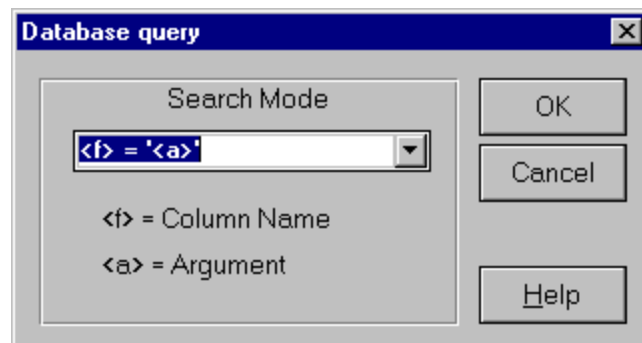 Database query
Search Mode
<f> = '<a>'
<f> = Column Name
<a> = Argument
OK
Cancel
Help